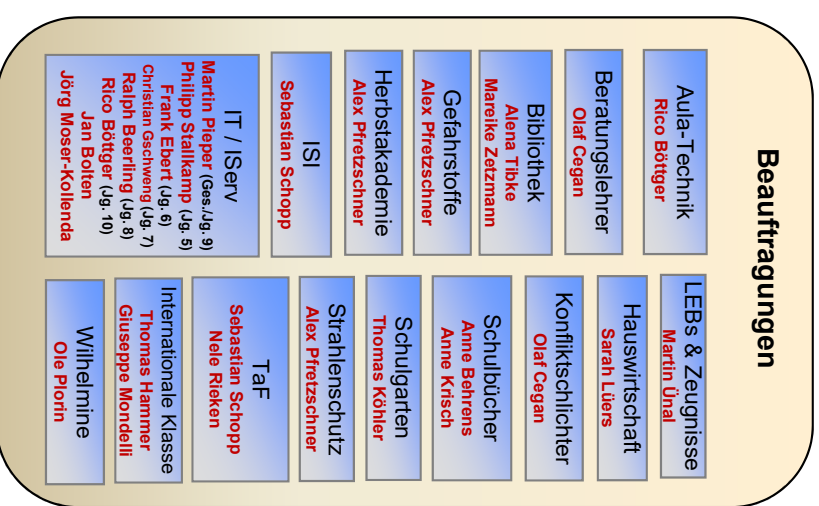 Beauftragungen
Aula-Technik
Rico Böttger
Beratungslehrer
Olaf Cegan
Bibliothek
Alena Tibke
Mareike Zetzmann
Gefahrstoffe
Alex Pfretzschner
Herbstakademie
Alex Pfretzschner
ISI
Sebastian Schopp
IT / IServ
Martin Pieper (Ges./Jg. 9)
Philipp Stallkamp (Jg. 5)
Frank Ebert (Jg. 6)
Christian Gschweng (Jg. 7)
Ralph Beerling (Jg. 8)
Rico Böttger (Jg. 10)
Jan Bolten
Jörg Moser-Kollenda
LEBs & Zeugnisse
Martin Ünal
Hauswirtschaft
Sarah Lüers
Konfliktschlichter
Olaf Cegan
Schulbücher
Anne Behrens
Anne Krisch
Schulgarten
Thomas Köhler
Strahlenschutz
Alex Pfretzschner
TaF
Sebastian Schopp
Nele Rieken
Internationale Klasse
Thomas Hammer
Giuseppe Mondelli
Wilhelmine
Ole Plorin